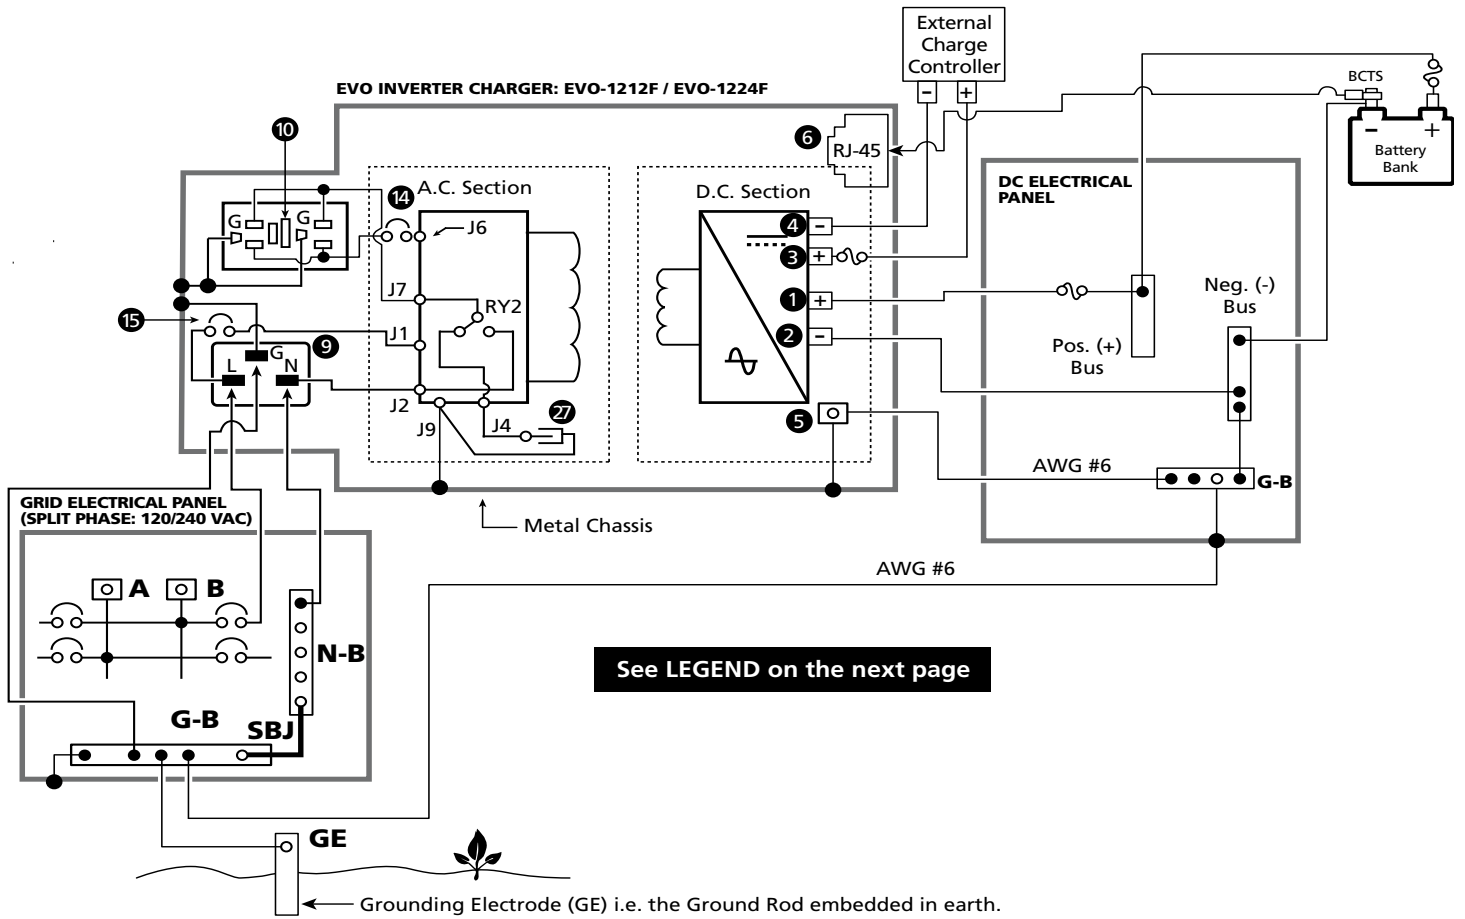 External
Charge
Controller
- +
BCTS
EVO INVERTER CHARGER: EVO-1212F / EVO-1224F
- +
Battery
Bank
10
6
RJ-45
DC ELECTRICAL
PANEL
14
A.C. Section
D.C. Section
G G
J6
4 -
3 +
J7
RY2
1 +
Neg. (-)
Bus
15
J1
2 -
Pos. (+)
Bus
9
G
L N
J2
J9
J4
27
5
AWG #6
G-B
GRID ELECTRICAL PANEL
(SPLIT PHASE: 120/240 VAC)
Metal Chassis
AWG #6
A B
N-B
See LEGEND on the next page
G-B
SBJ
GE
Grounding Electrode (GE) i.e. the Ground Rod embedded in earth.